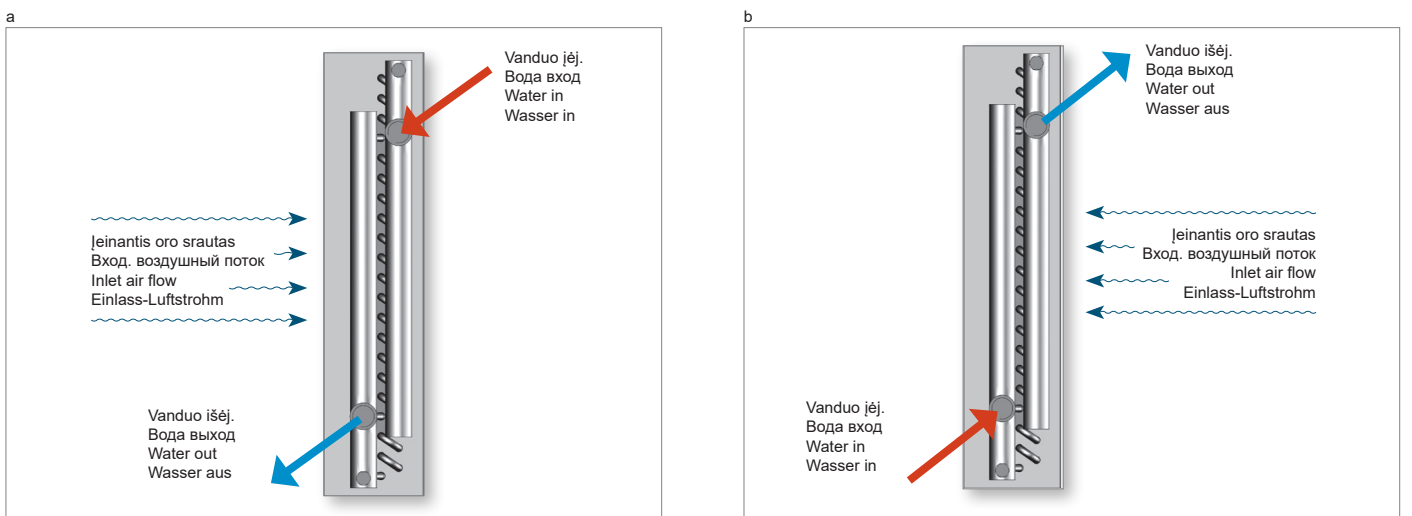 a
Vanduo įėj.
Вода вход
Water in
Wasser in
Įeinantis oro srautas
Вход. воздушный поток
Inlet air flow
Einlass-Luftstrohm
Vanduo išėj.
Вода выход
Water out
Wasser aus
b
Vanduo išėj.
Вода выход
Water out
Wasser aus
Įeinantis oro srautas
Вход. воздушный поток
Inlet air flow
Einlass-Luftstrohm
Vanduo įėj.
Вода вход
Water in
Wasser in